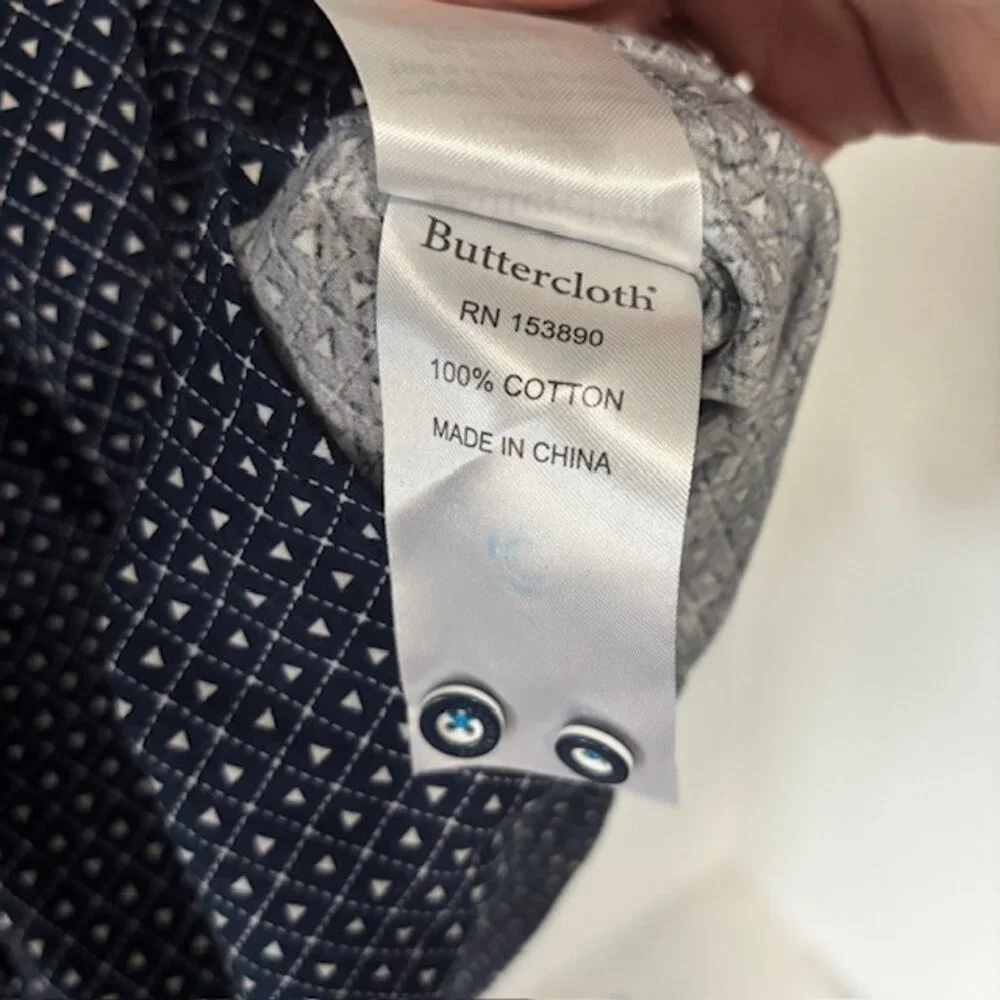 Buttercloth®
RN 153890
100% COTTON
MADE IN CHINA